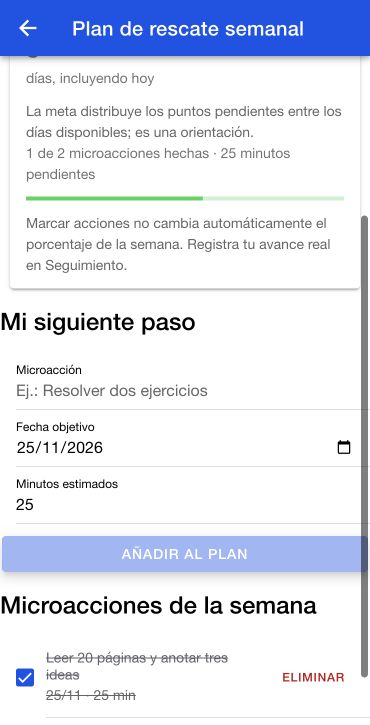 Plan de rescate semanal
días, incluyendo hoy
La meta distribuye los puntos pendientes entre los
días disponibles; es una orientación.
1 de 2 microacciones hechas · 25 minutos
pendientes
Marcar acciones no cambia automáticamente el
porcentaje de la semana. Registra tu avance real
en Seguimiento.
Mi siguiente paso
Microacción
Ej.: Resolver dos ejercicios
Fecha objetivo
25/11/2026
Minutos estimados
25
AÑADIR AL PLAN
Microacciones de la semana
Leer 20 páginas y anotar tres
ideas
25/11 · 25 min
ELIMINAR